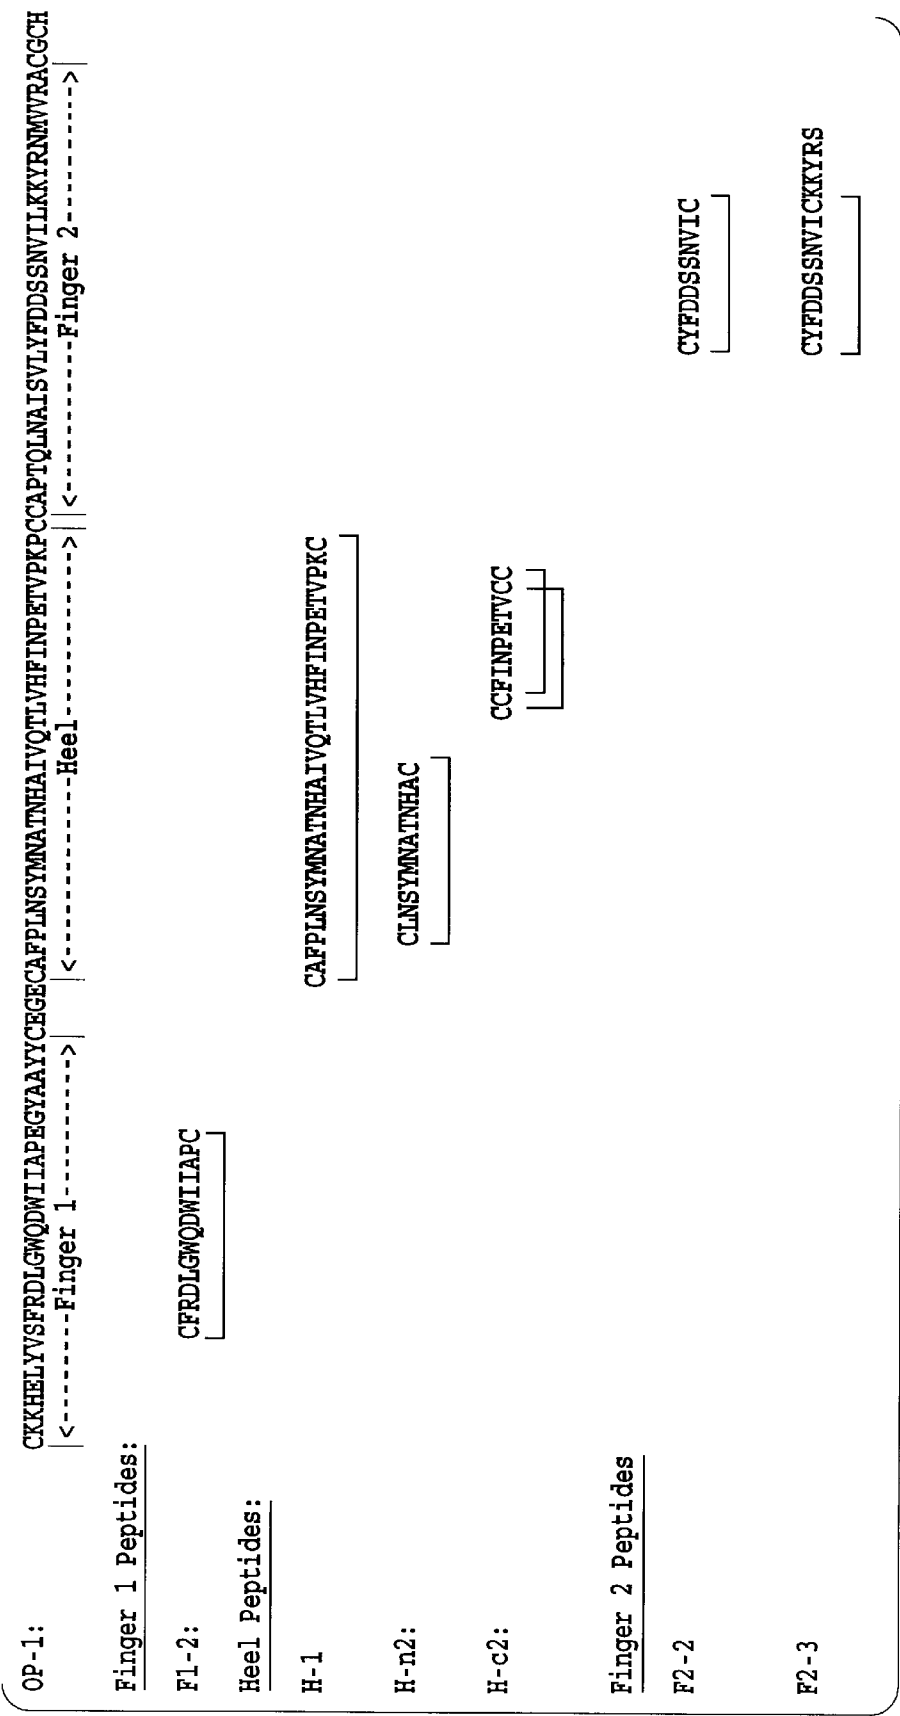 OP-1: CKKHELYVSFRDLGWQDWIIAPEGYAAYYCEGECAFPLNSYMNATNHAIVQTLVHFINPETVPKPCCAPTQLNAISVLYFDDSSNVILKKYRNMVVRACGCH
|<--------Finger 1--------->| |<-----------Heel----------->||<-----------Finger 2---------->|
Finger 1 Peptides:
F1-2: CFRDLGWQDWIIAPC
Heel Peptides:
H-1 CAFPLNSYMNATNHAIVQTLVHFINPETVPKC
H-n2: CLNSYMNATNHAC
H-c2: CCFINPETVCC
Finger 2 Peptides
F2-2 CYFDDSSNVIC
F2-3 CYFDDSSNVICKKYRS